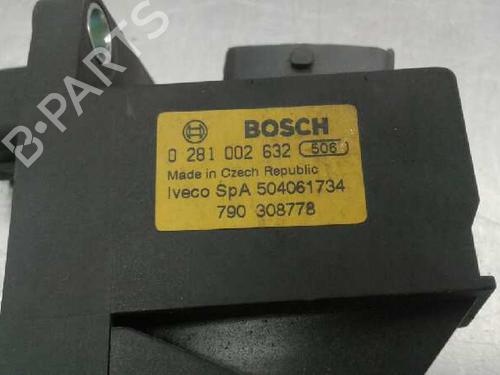 BOSCH
0 281 002 632 506
Made in Czech Republic
Iveco SpA 504061734
790 308778
B-PARTS